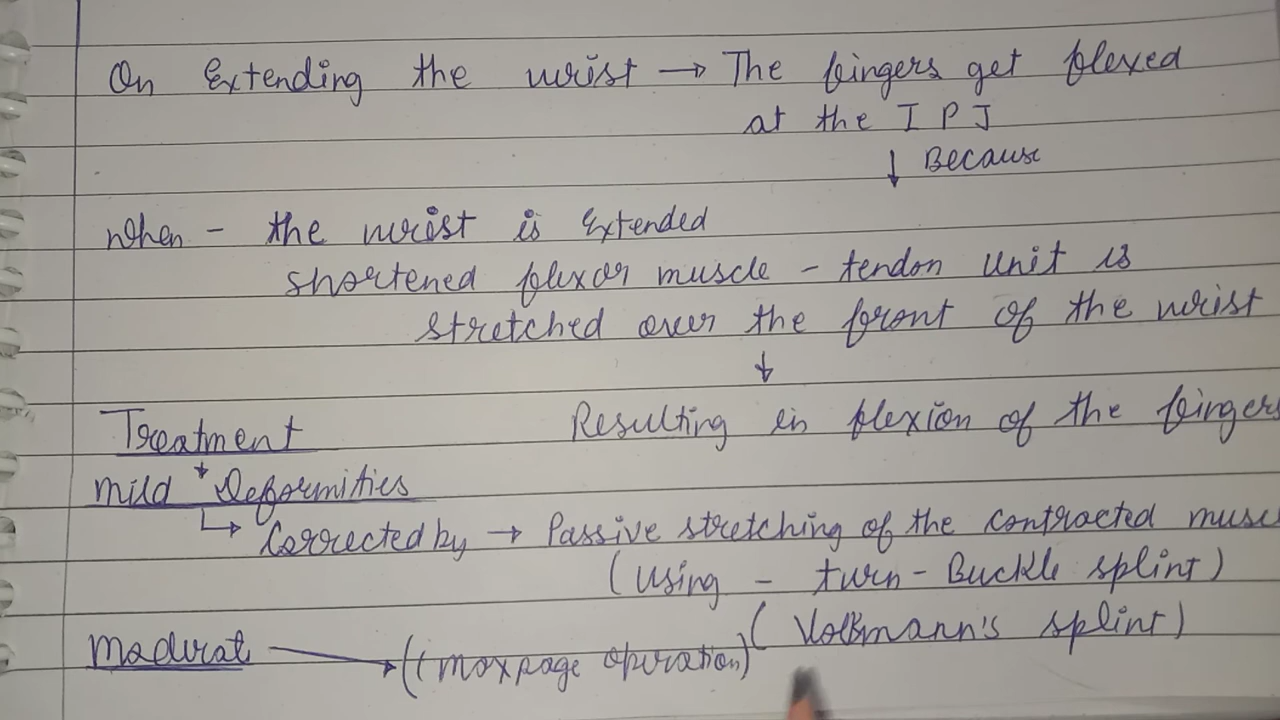 On Extending the wrist → The fingers get flexed
at the I P J
↓ Because
when - the wrist is Extended
shortened flexor muscle - tendon unit is
stretched over the front of the wrist
↓
Resulting in flexion of the finger
Treatment
mild Deformities
↳ Corrected by → Passive stretching of the contracted musc
(Using - turn - Buckle splint)
(Volkmann's splint)
Madurat → ((moxpage operation)